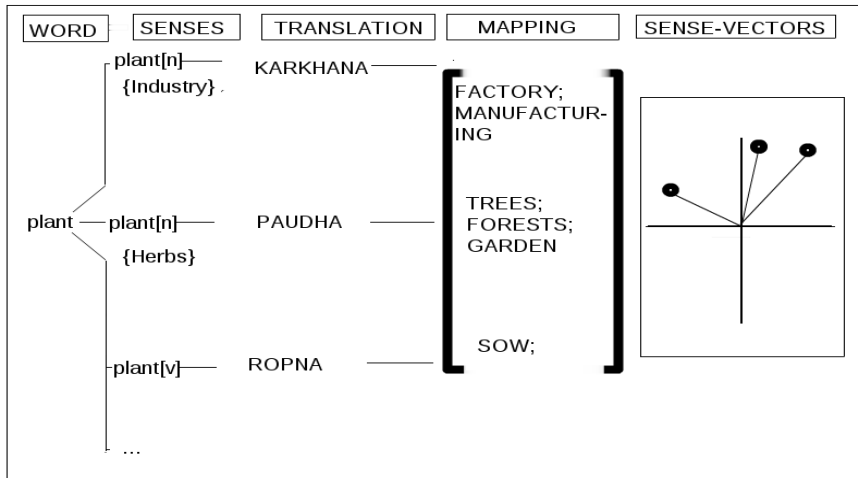 WORD SENSES TRANSLATION MAPPING SENSE-VECTORS
plant[n] KARKHANA
{Industry}
FACTORY;
MANUFACTUR-
ING
plant plant[n] PAUDHA
{Herbs}
TREES;
FORESTS;
GARDEN
plant[v] ROPNA
SOW;
...